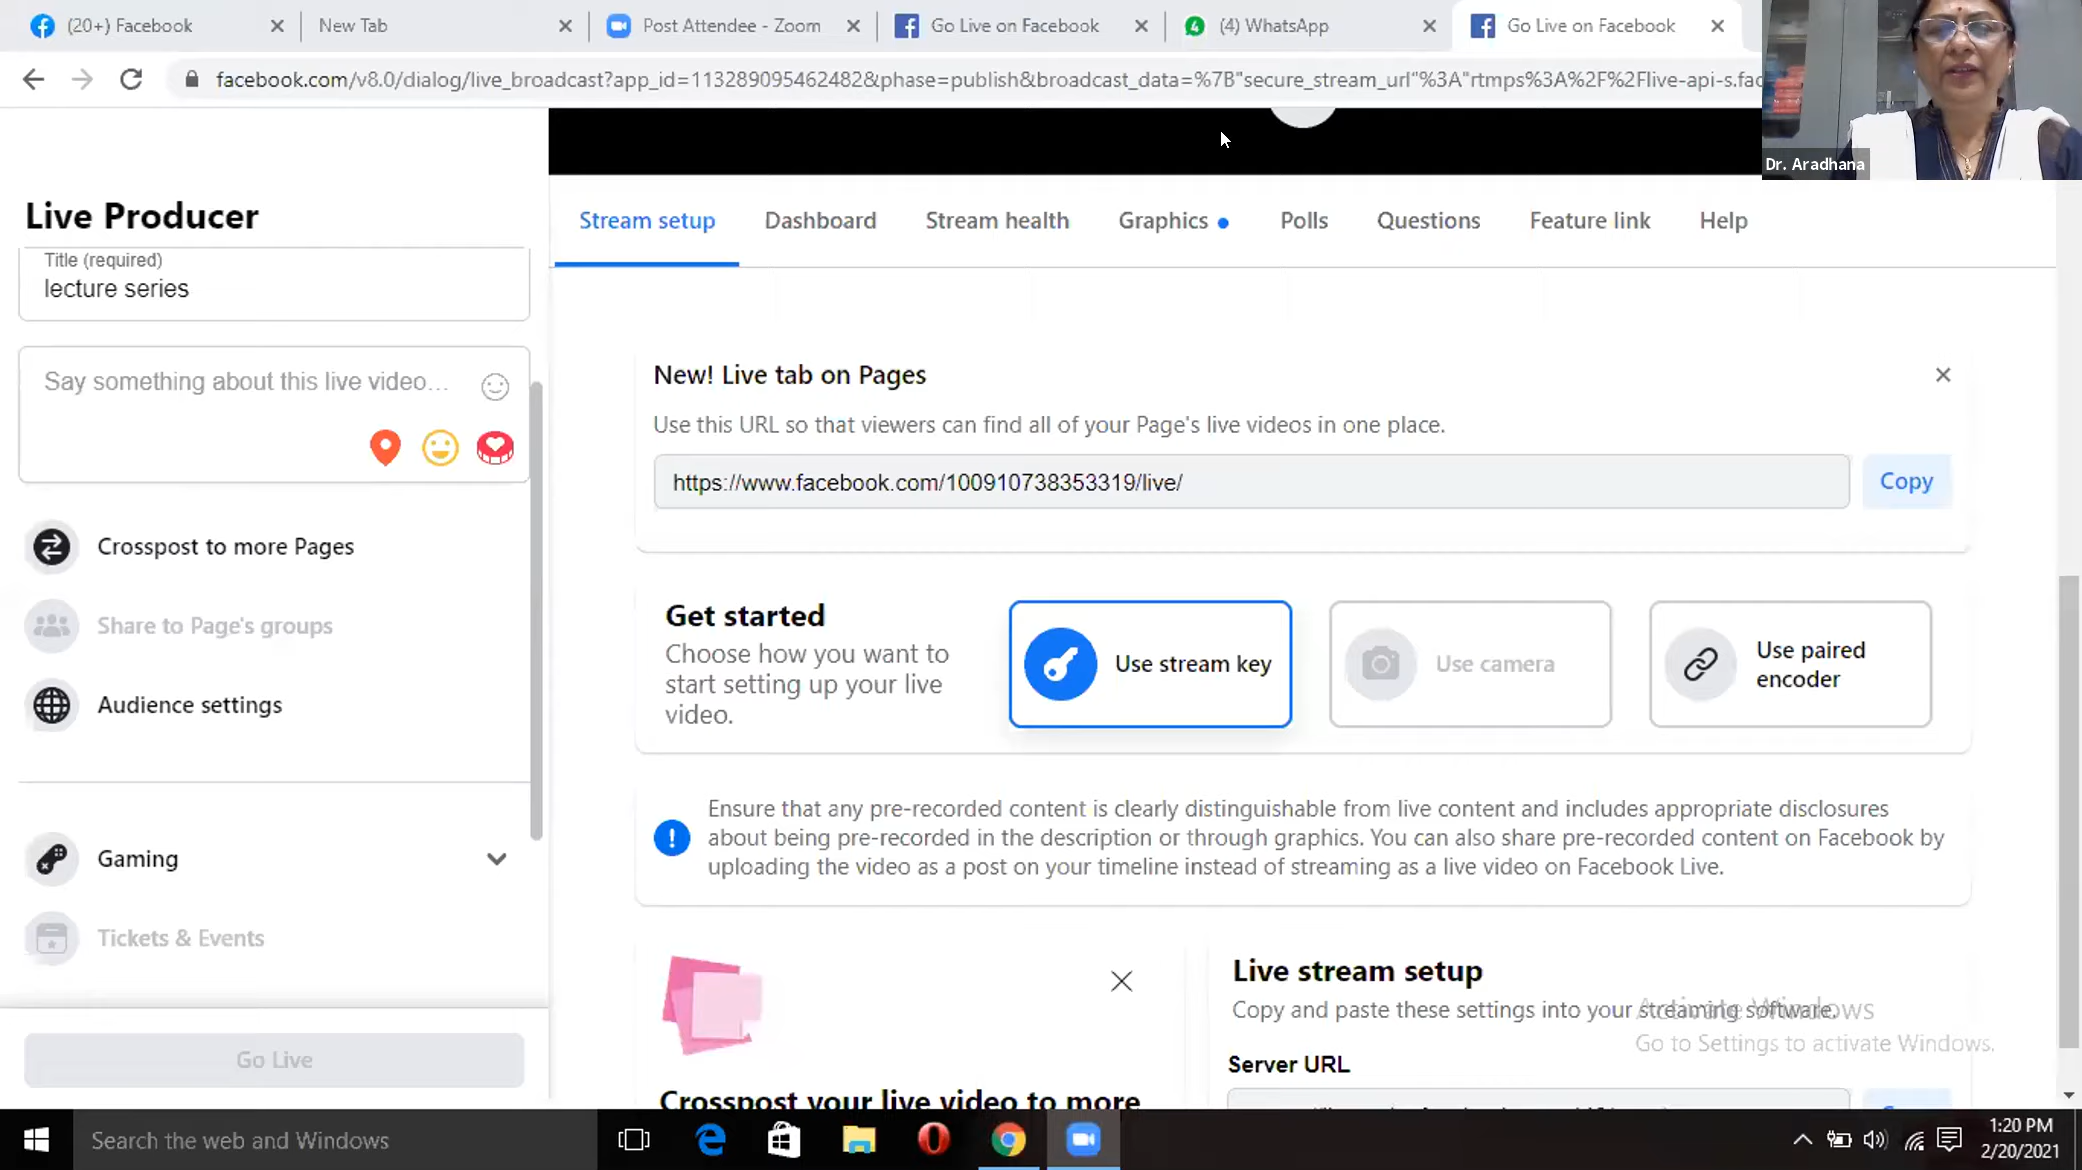 (20+) Facebook
New Tab
Post Attendee - Zoom
Go Live on Facebook
(4) WhatsApp
Go Live on Facebook
facebook.com/v8.0/dialog/live_broadcast?app_id=113289095462482&phase=publish&broadcast_data=%7B"secure_stream_url"%3A"rtmps%3A%2F%2Flive-api-s.fac
Dr. Aradhana
Live Producer
Title (required)
lecture series
Say something about this live video...
Crosspost to more Pages
Share to Page's groups
Audience settings
Gaming
Tickets & Events
Go Live
Stream setup
Dashboard
Stream health
Graphics
Polls
Questions
Feature link
Help
New! Live tab on Pages
Use this URL so that viewers can find all of your Page's live videos in one place.
https://www.facebook.com/100910738353319/live/
Copy
Get started
Choose how you want to
start setting up your live
video.
Use stream key
Use camera
Use paired
encoder
Ensure that any pre-recorded content is clearly distinguishable from live content and includes appropriate disclosures
about being pre-recorded in the description or through graphics. You can also share pre-recorded content on Facebook by
uploading the video as a post on your timeline instead of streaming as a live video on Facebook Live.
Crosspost your live video to more
Live stream setup
Copy and paste these settings into your streaming software.
Server URL
Activate Windows
Go to Settings to activate Windows.
Search the web and Windows
1:20 PM
2/20/2021